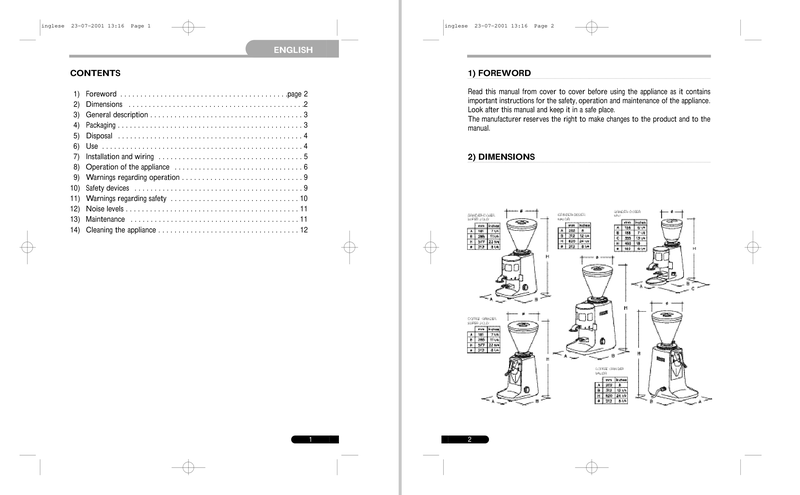 inglese 23-07-2001 13:16 Page 1
ENGLISH
CONTENTS
1) Foreword . . . . . . . . . . . . . . . . . . . . page 2
2) Dimensions . . . . . . . . . . . . . . . . . . . . 2
3) General description . . . . . . . . . . . . . . . . . . . . 3
4) Packaging . . . . . . . . . . . . . . . . . . . . 3
5) Disposal . . . . . . . . . . . . . . . . . . . . 4
6) Use . . . . . . . . . . . . . . . . . . . . 4
7) Installation and wiring . . . . . . . . . . . . . . . . . . . . 5
8) Operation of the appliance . . . . . . . . . . . . . . . . . . . . 6
9) Warnings regarding operation . . . . . . . . . . . . . . . . . . . . 9
10) Safety devices . . . . . . . . . . . . . . . . . . . . 9
11) Warnings regarding safety . . . . . . . . . . . . . . . . . . . . 10
12) Noise levels . . . . . . . . . . . . . . . . . . . . 11
13) Maintenance . . . . . . . . . . . . . . . . . . . . 11
14) Cleaning the appliance . . . . . . . . . . . . . . . . . . . . 12
1
inglese 23-07-2001 13:16 Page 2
1) FOREWORD
Read this manual from cover to cover before using the appliance as it contains
important instructions for the safety, operation and maintenance of the appliance.
Look after this manual and keep it in a safe place.
The manufacturer reserves the right to make changes to the product and to the
manual.
2) DIMENSIONS
mm inches
A
B
H
2